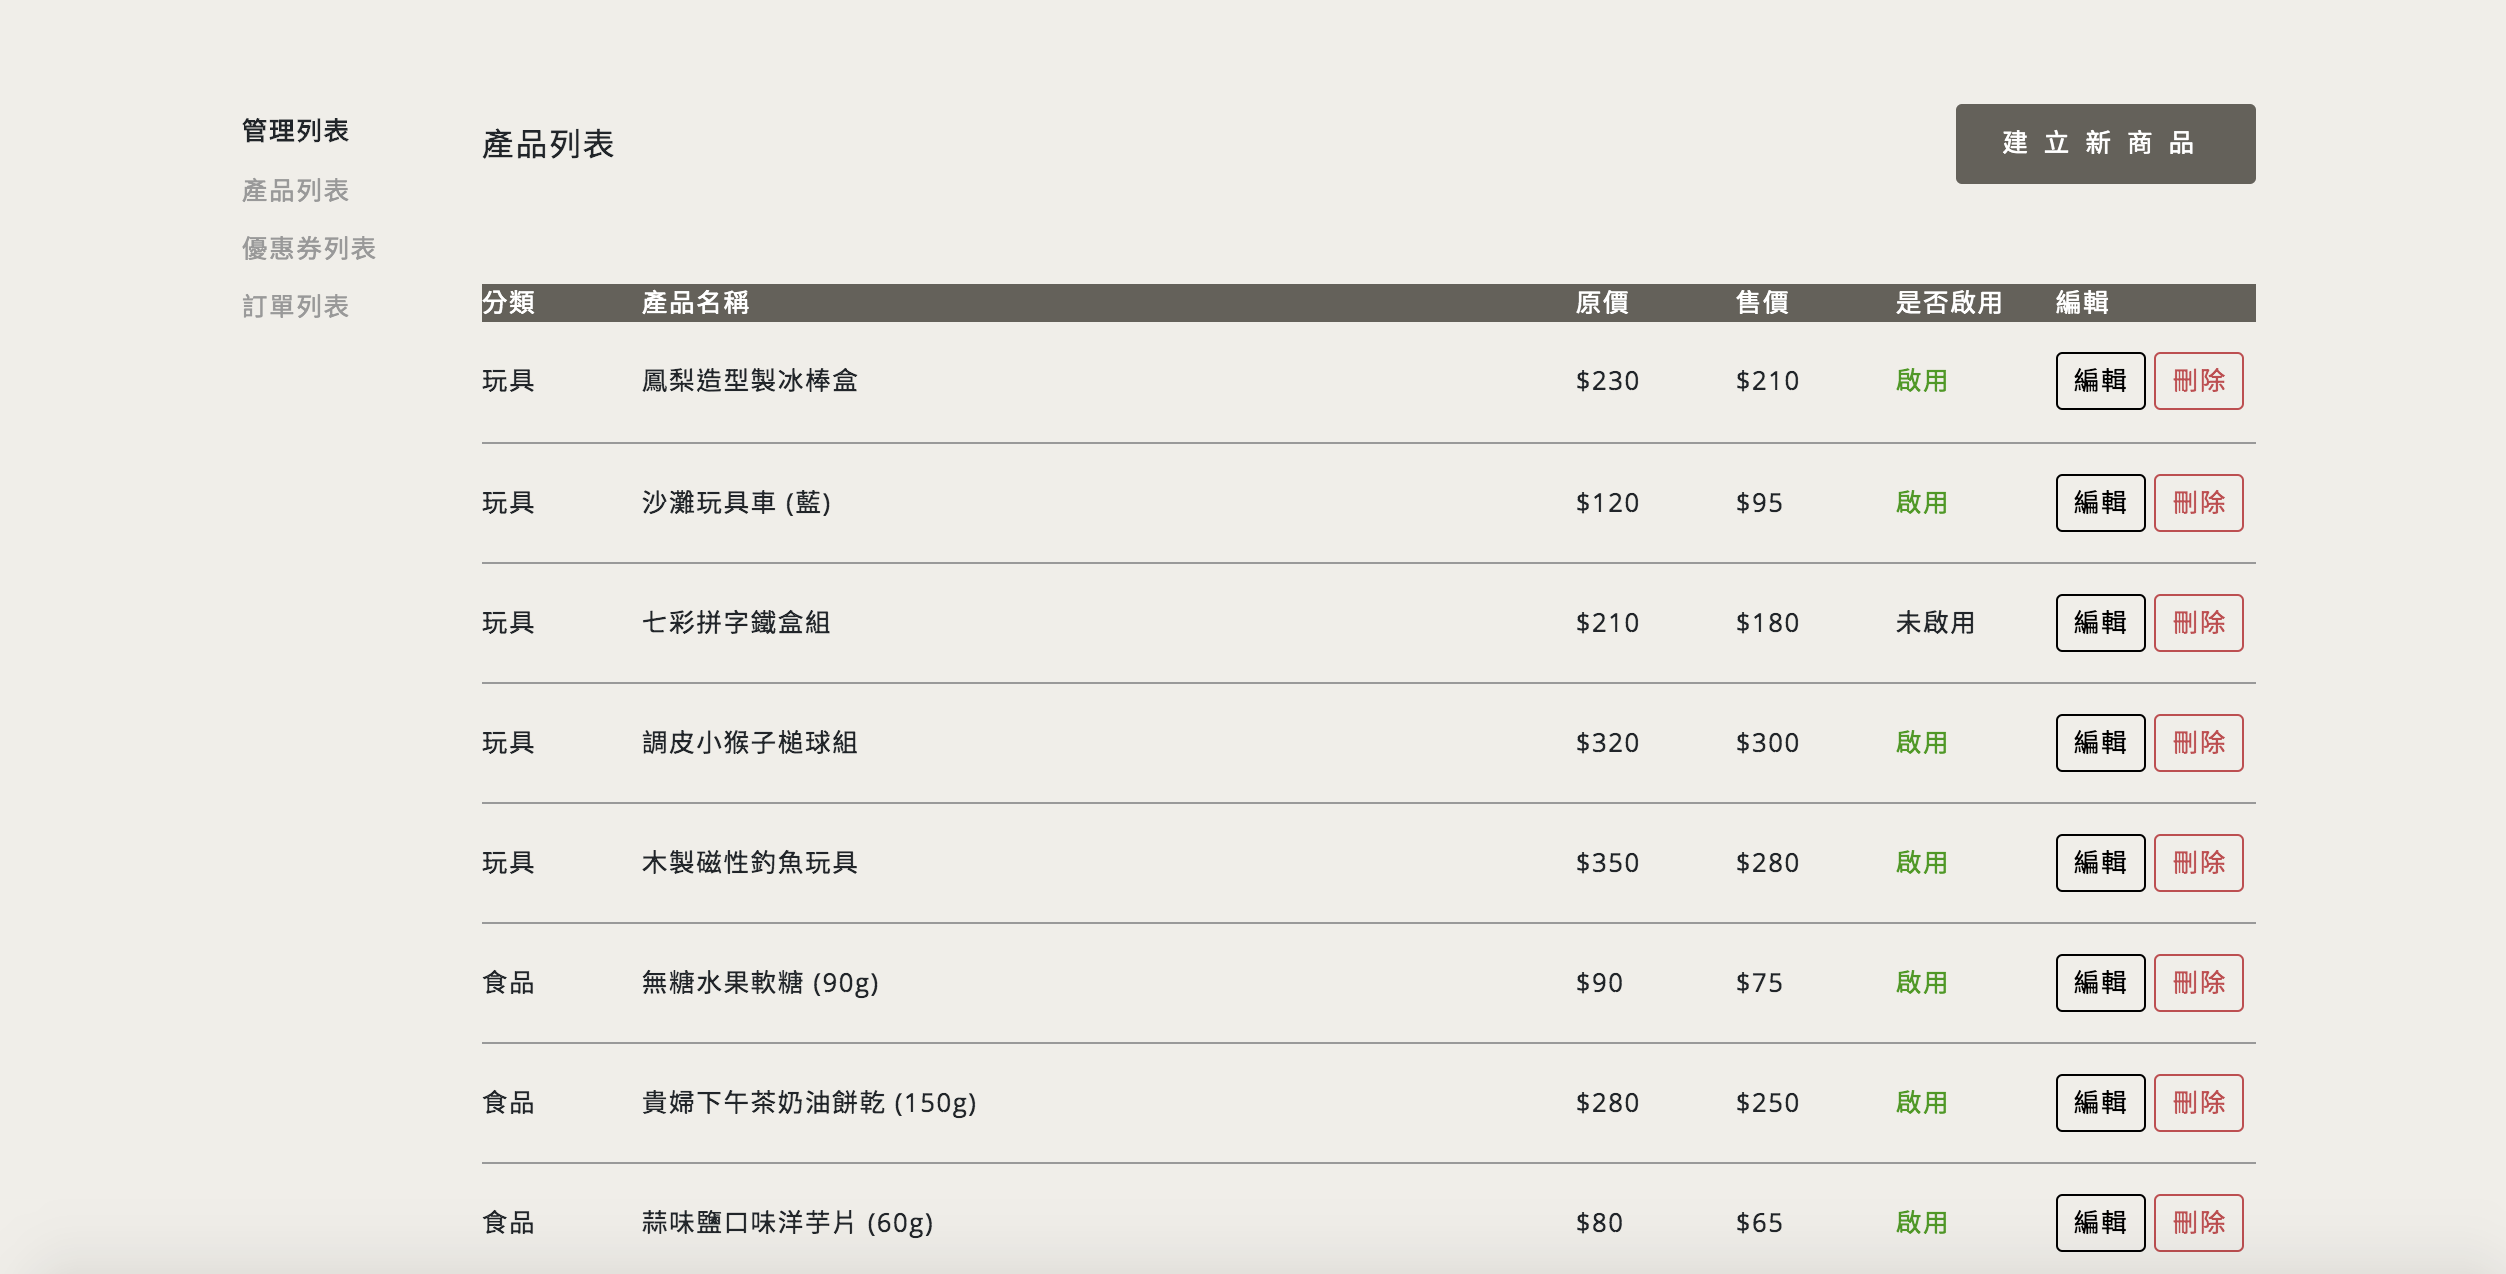 管理列表
產品列表
優惠券列表
訂單列表
產品列表
建立新商品
分類 產品名稱 原價 售價 是否啟用 編輯
玩具 鳳梨造型製冰棒盒 $230 $210 啟用 編輯 刪除
玩具 沙灘玩具車 (藍) $120 $95 啟用 編輯 刪除
玩具 七彩拼字鐵盒組 $210 $180 未啟用 編輯 刪除
玩具 調皮小猴子槌球組 $320 $300 啟用 編輯 刪除
玩具 木製磁性釣魚玩具 $350 $280 啟用 編輯 刪除
食品 無糖水果軟糖 (90g) $90 $75 啟用 編輯 刪除
食品 貴婦下午茶奶油餅乾 (150g) $280 $250 啟用 編輯 刪除
食品 蒜味鹽口味洋芋片 (60g) $80 $65 啟用 編輯 刪除